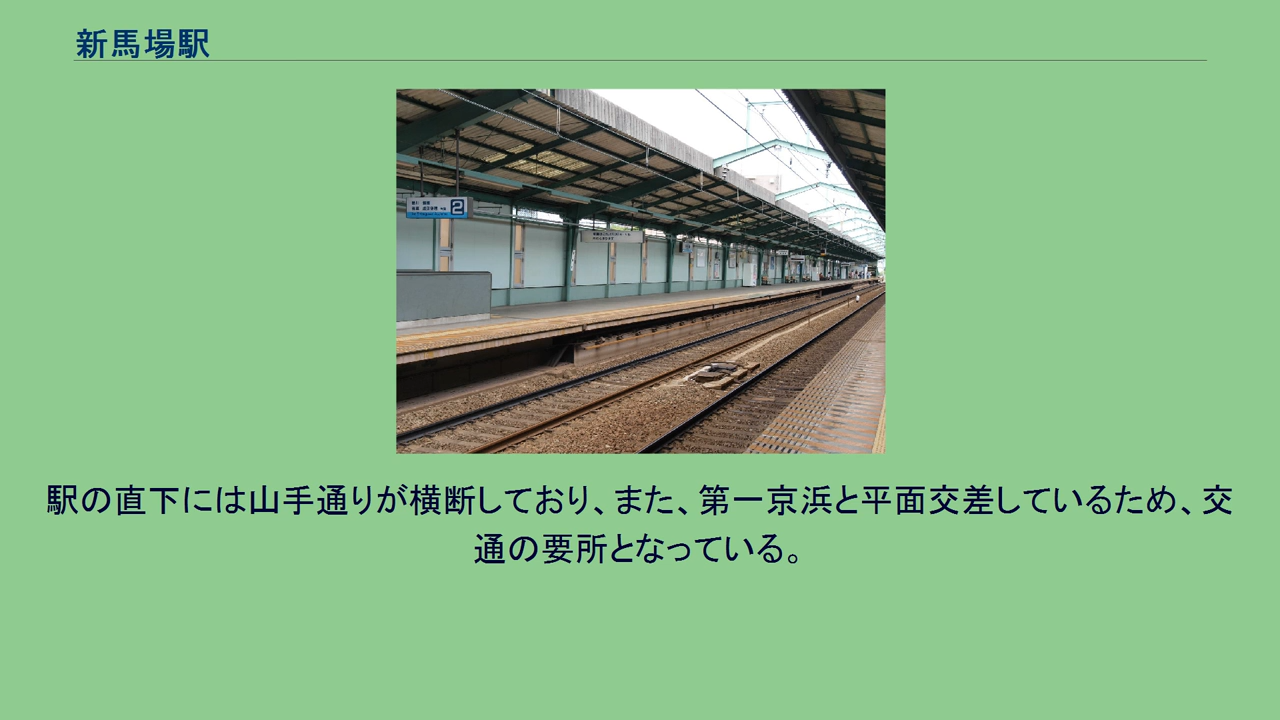 新馬場駅
2
駅の直下には山手通りが横断しており、また、第一京浜と平面交差しているため、交
通の要所となっている。